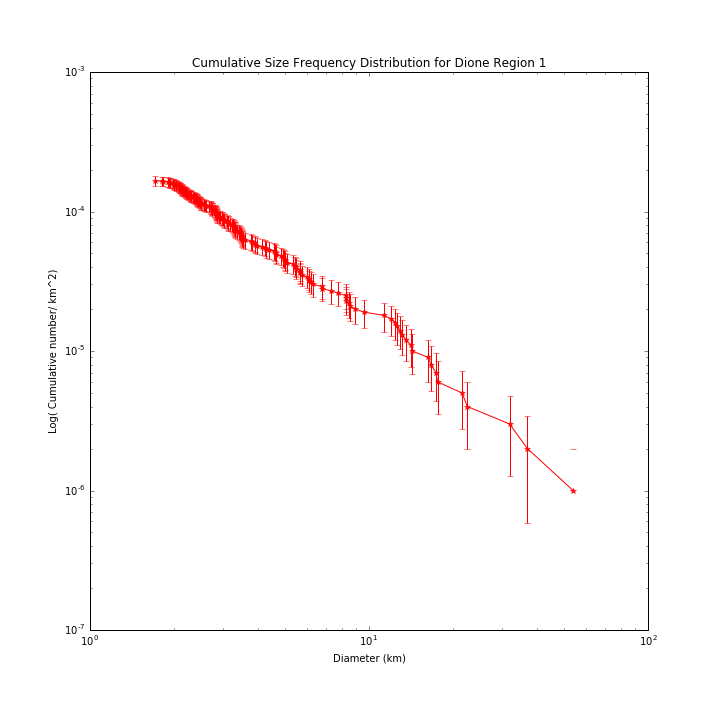 Cumulative Size Frequency Distribution for Dione Region 1
10^-3
10^-4
10^-5
10^-6
10^-7
Log( Cumulative number/ km^2)
10^0
10^1
10^2
Diameter (km)